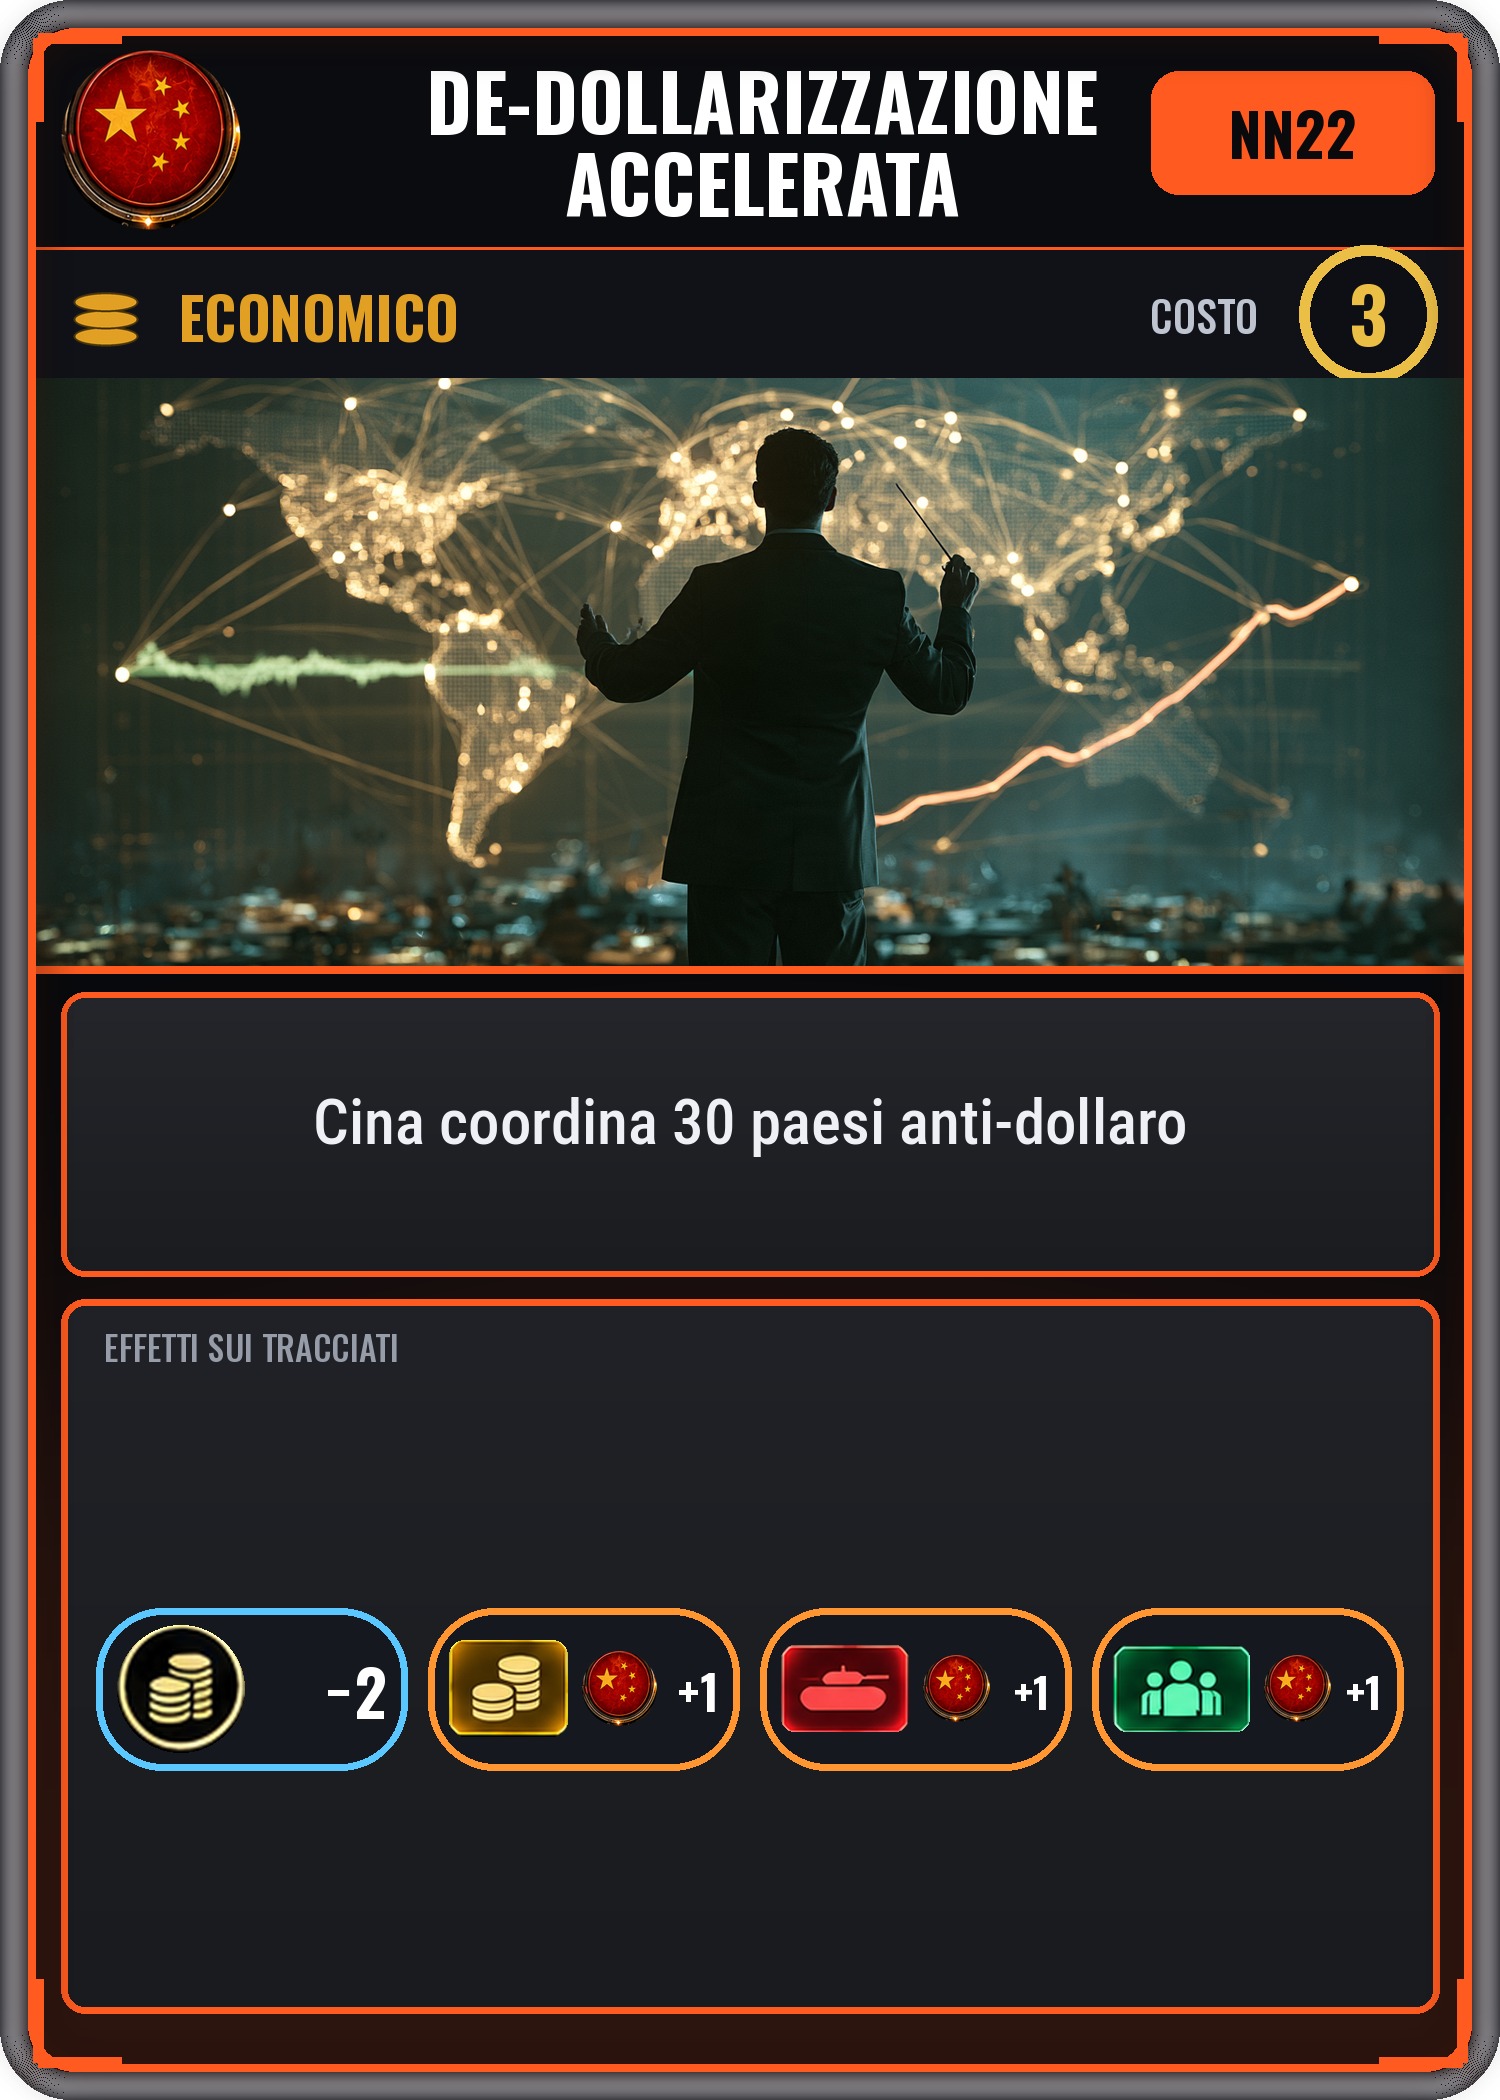 DE-DOLLARIZZAZIONE
ACCELERATA
NN22
ECONOMICO
COSTO
3
Cina coordina 30 paesi anti-dollaro
EFFETTI SUI TRACCIATI
-2
+1
+1
+1